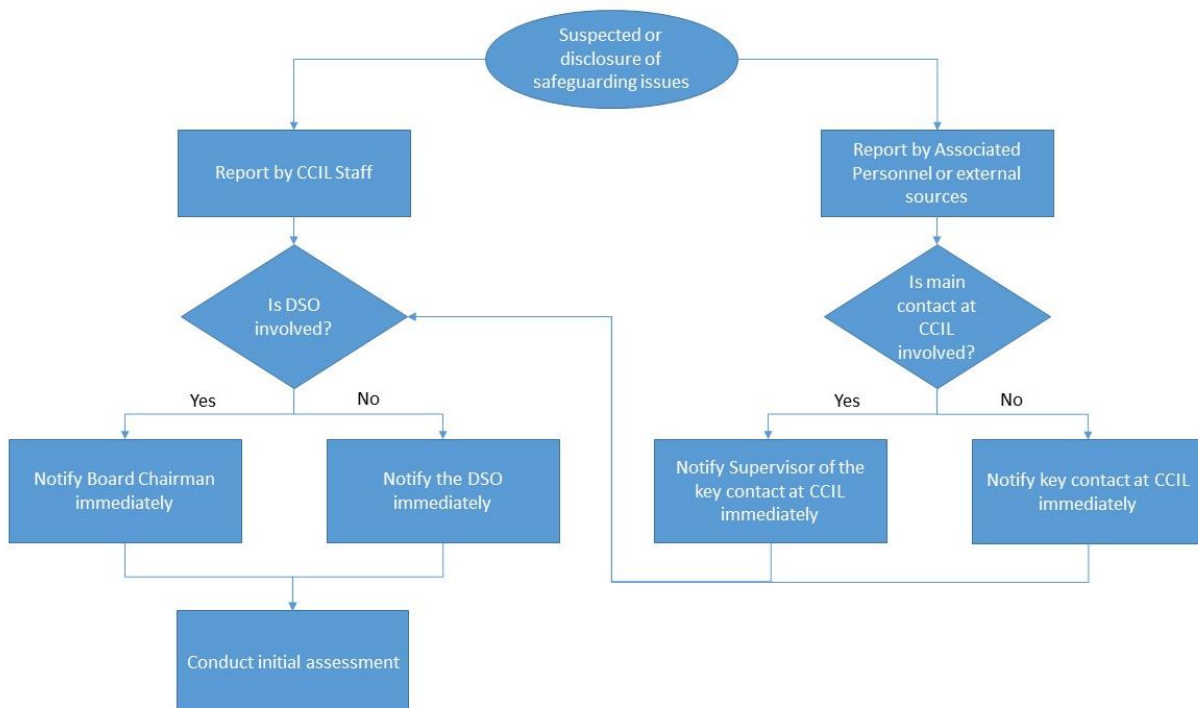 Suspected or
disclosure of
safeguarding issues
Report by CCIL Staff
Report by Associated
Personnel or external
sources
Is DSO
involved?
Is main
contact at
CCIL
involved?
Yes
No
Yes
No
Notify Board Chairman
immediately
Notify the DSO
immediately
Notify Supervisor of the
key contact at CCIL
immediately
Notify key contact at CCIL
immediately
Conduct initial assessment